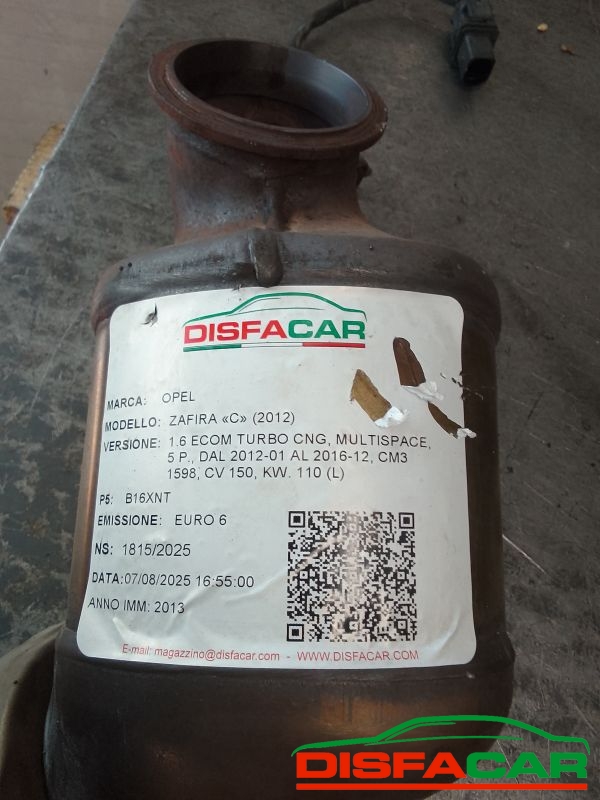 DISFACAR
MARCA: OPEL
MODELLO: ZAFIRA «C» (2012)
VERSIONE: 1.6 ECOM TURBO CNG, MULTISPACE,
5 P., DAL 2012-01 AL 2016-12, CM3
1598, CV 150, KW. 110 (L)
P5: B16XNT
EMISSIONE: EURO 6
NS: 1815/2025
DATA:07/08/2025 16:55:00
ANNO IMM: 2013
E-mail: magazzino@disfacar.com - WWW.DISFACAR.COM
DISFACAR